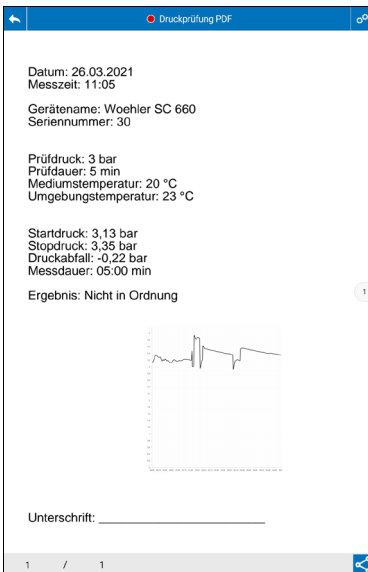 Druckprüfung PDF
Datum: 26.03.2021
Messzeit: 11:05
Gerätename: Woehler SC 660
Seriennummer: 30
Prüfdruck: 3 bar
Prüfdauer: 5 min
Mediumstemperatur: 20 °C
Umgebungstemperatur: 23 °C
Startdruck: 3,13 bar
Stopdruck: 3,35 bar
Druckabfall: -0,22 bar
Messdauer: 05:00 min
Ergebnis: Nicht in Ordnung
1
Unterschrift: ____________________________
1 / 1